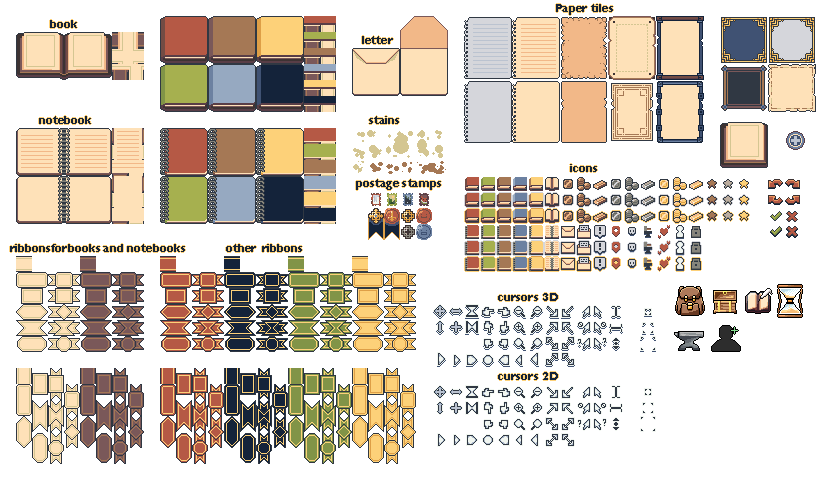 Paper tiles
book
letter
notebook
stains
icons
postage stamps
ribbonsforbooks and notebooks
other ribbons
cursors 3D
cursors 2D